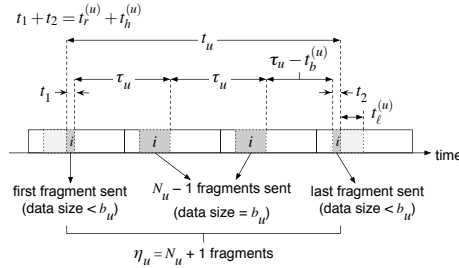 t₁ + t₂ = t_r^(u) + t_h^(u)
t_u
τ_u − t_b^(u)
τ_u
τ_u
t₁
t₂
t_ℓ^(u)
i
i
i
i
time
first fragment sent
(data size < b_u)
N_u − 1 fragments sent
(data size = b_u)
last fragment sent
(data size < b_u)
η_u = N_u + 1 fragments